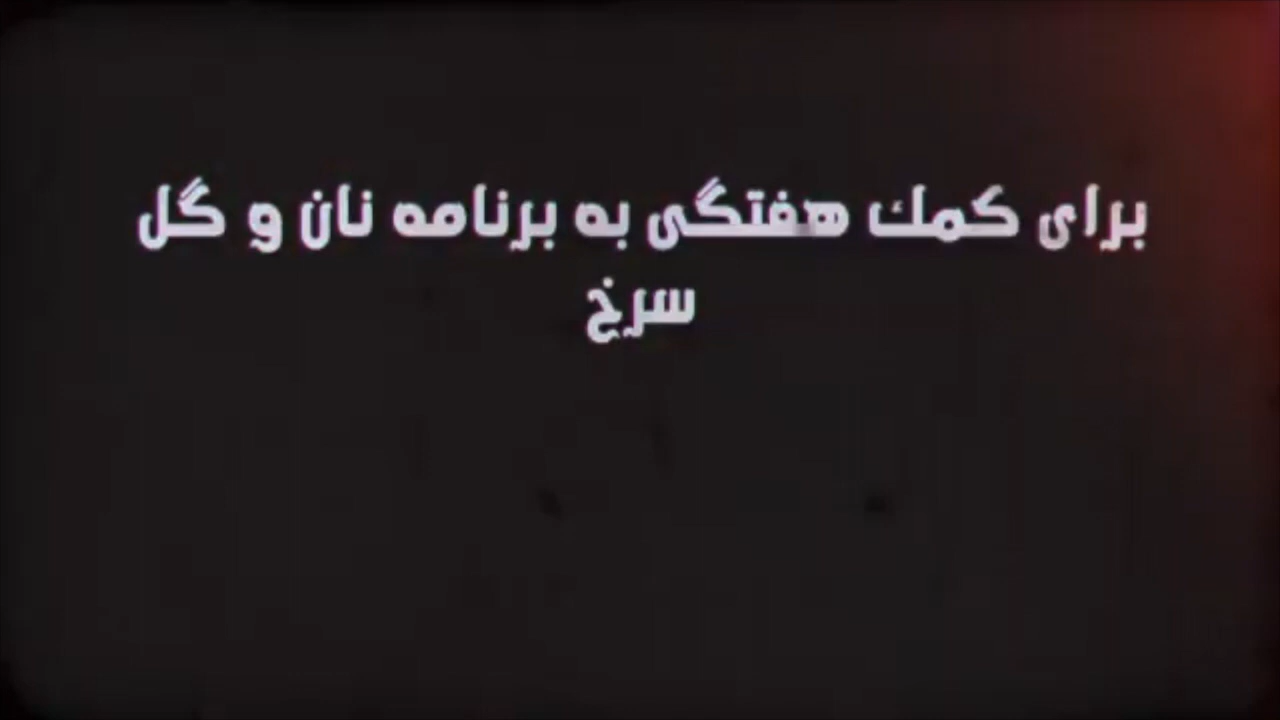 برای کمک هفتگی به برنامه نان و گل
سرخ